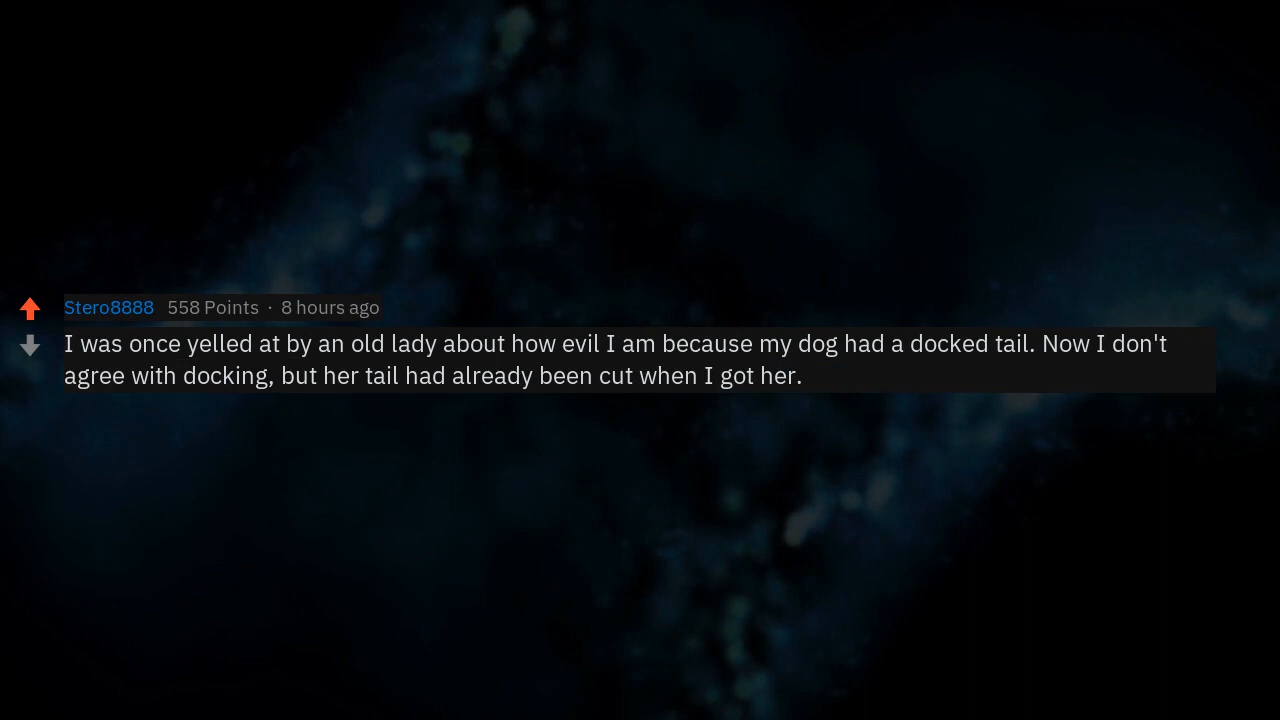 Stero8888 558 Points · 8 hours ago
I was once yelled at by an old lady about how evil I am because my dog had a docked tail. Now I don't
agree with docking, but her tail had already been cut when I got her.